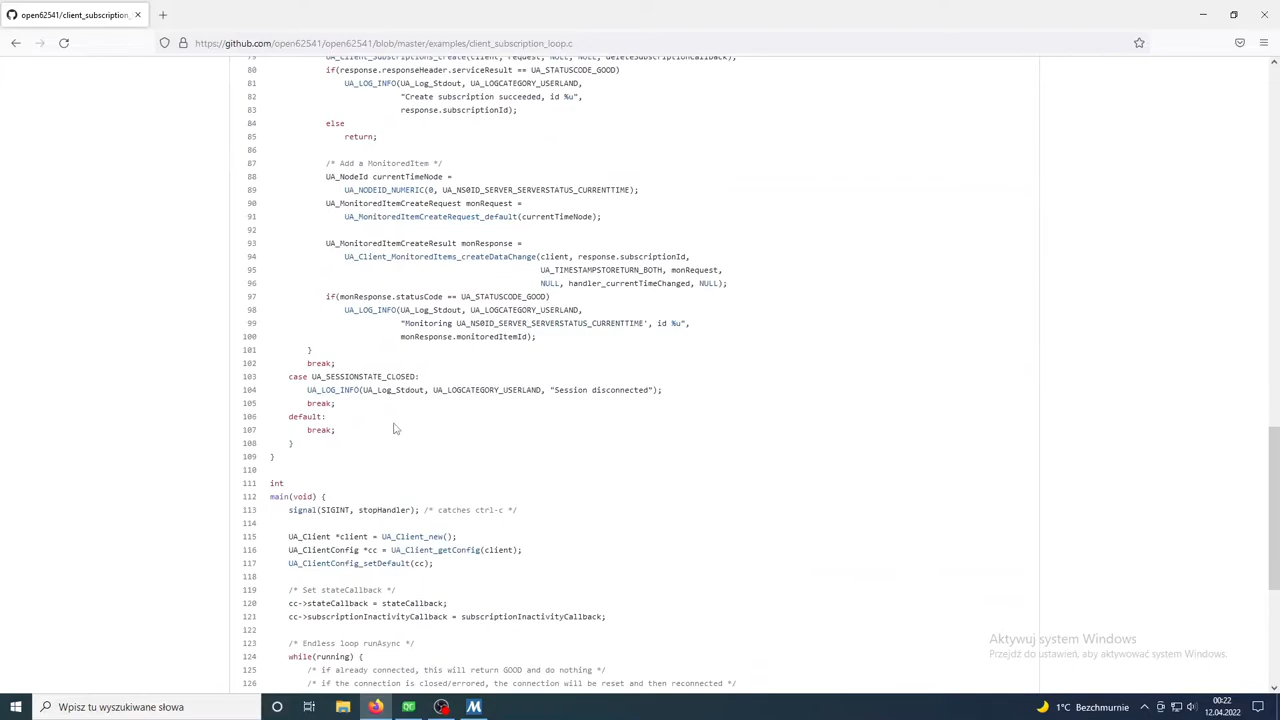 open62541/client_subscription_
https://github.com/open62541/open62541/blob/master/examples/client_subscription_loop.c
79 UA_Client_Subscriptions_create(client, request, NULL, NULL, deleteSubscriptionCallback);
80 if(response.responseHeader.serviceResult == UA_STATUSCODE_GOOD)
81 UA_LOG_INFO(UA_Log_Stdout, UA_LOGCATEGORY_USERLAND,
82 "Create subscription succeeded, id %u",
83 response.subscriptionId);
84 else
85 return;
86
87 /* Add a MonitoredItem */
88 UA_NodeId currentTimeNode =
89 UA_NODEID_NUMERIC(0, UA_NS0ID_SERVER_SERVERSTATUS_CURRENTTIME);
90 UA_MonitoredItemCreateRequest monRequest =
91 UA_MonitoredItemCreateRequest_default(currentTimeNode);
92
93 UA_MonitoredItemCreateResult monResponse =
94 UA_Client_MonitoredItems_createDataChange(client, response.subscriptionId,
95 UA_TIMESTAMPSTORETURN_BOTH, monRequest,
96 NULL, handler_currentTimeChanged, NULL);
97 if(monResponse.statusCode == UA_STATUSCODE_GOOD)
98 UA_LOG_INFO(UA_Log_Stdout, UA_LOGCATEGORY_USERLAND,
99 "Monitoring UA_NS0ID_SERVER_SERVERSTATUS_CURRENTTIME', id %u",
100 monResponse.monitoredItemId);
101 }
102 break;
103 case UA_SESSIONSTATE_CLOSED:
104 UA_LOG_INFO(UA_Log_Stdout, UA_LOGCATEGORY_USERLAND, "Session disconnected");
105 break;
106 default:
107 break;
108 }
109 }
110
111 int
112 main(void) {
113 signal(SIGINT, stopHandler); /* catches ctrl-c */
114
115 UA_Client *client = UA_Client_new();
116 UA_ClientConfig *cc = UA_Client_getConfig(client);
117 UA_ClientConfig_setDefault(cc);
118
119 /* Set stateCallback */
120 cc->stateCallback = stateCallback;
121 cc->subscriptionInactivityCallback = subscriptionInactivityCallback;
122
123 /* Endless loop runAsync */
124 while(running) {
125 /* if already connected, this will return GOOD and do nothing */
126 /* if the connection is closed/errored, the connection will be reset and then reconnected */
Aktywuj system Windows
Przejdź do ustawień, aby aktywować system Windows.
Wpisz tu wyszukiwane słowa
1°C Bezchmurnie
00:22
12.04.2022